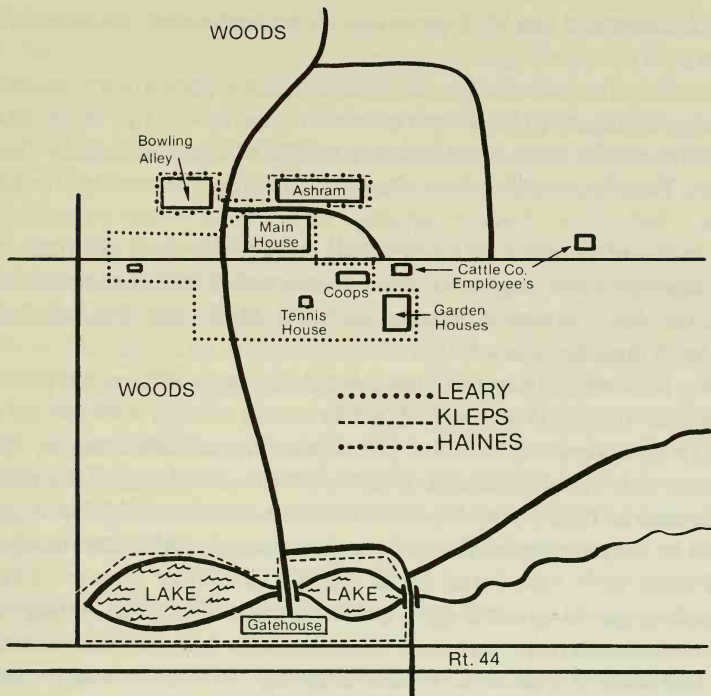 WOODS
Bowling
Alley
Ashram
Main
House
Cattle Co.
Employee's
Coops
Tennis
House
Garden
Houses
WOODS
LEARY
KLEPS
HAINES
LAKE
LAKE
Gatehouse
Rt. 44